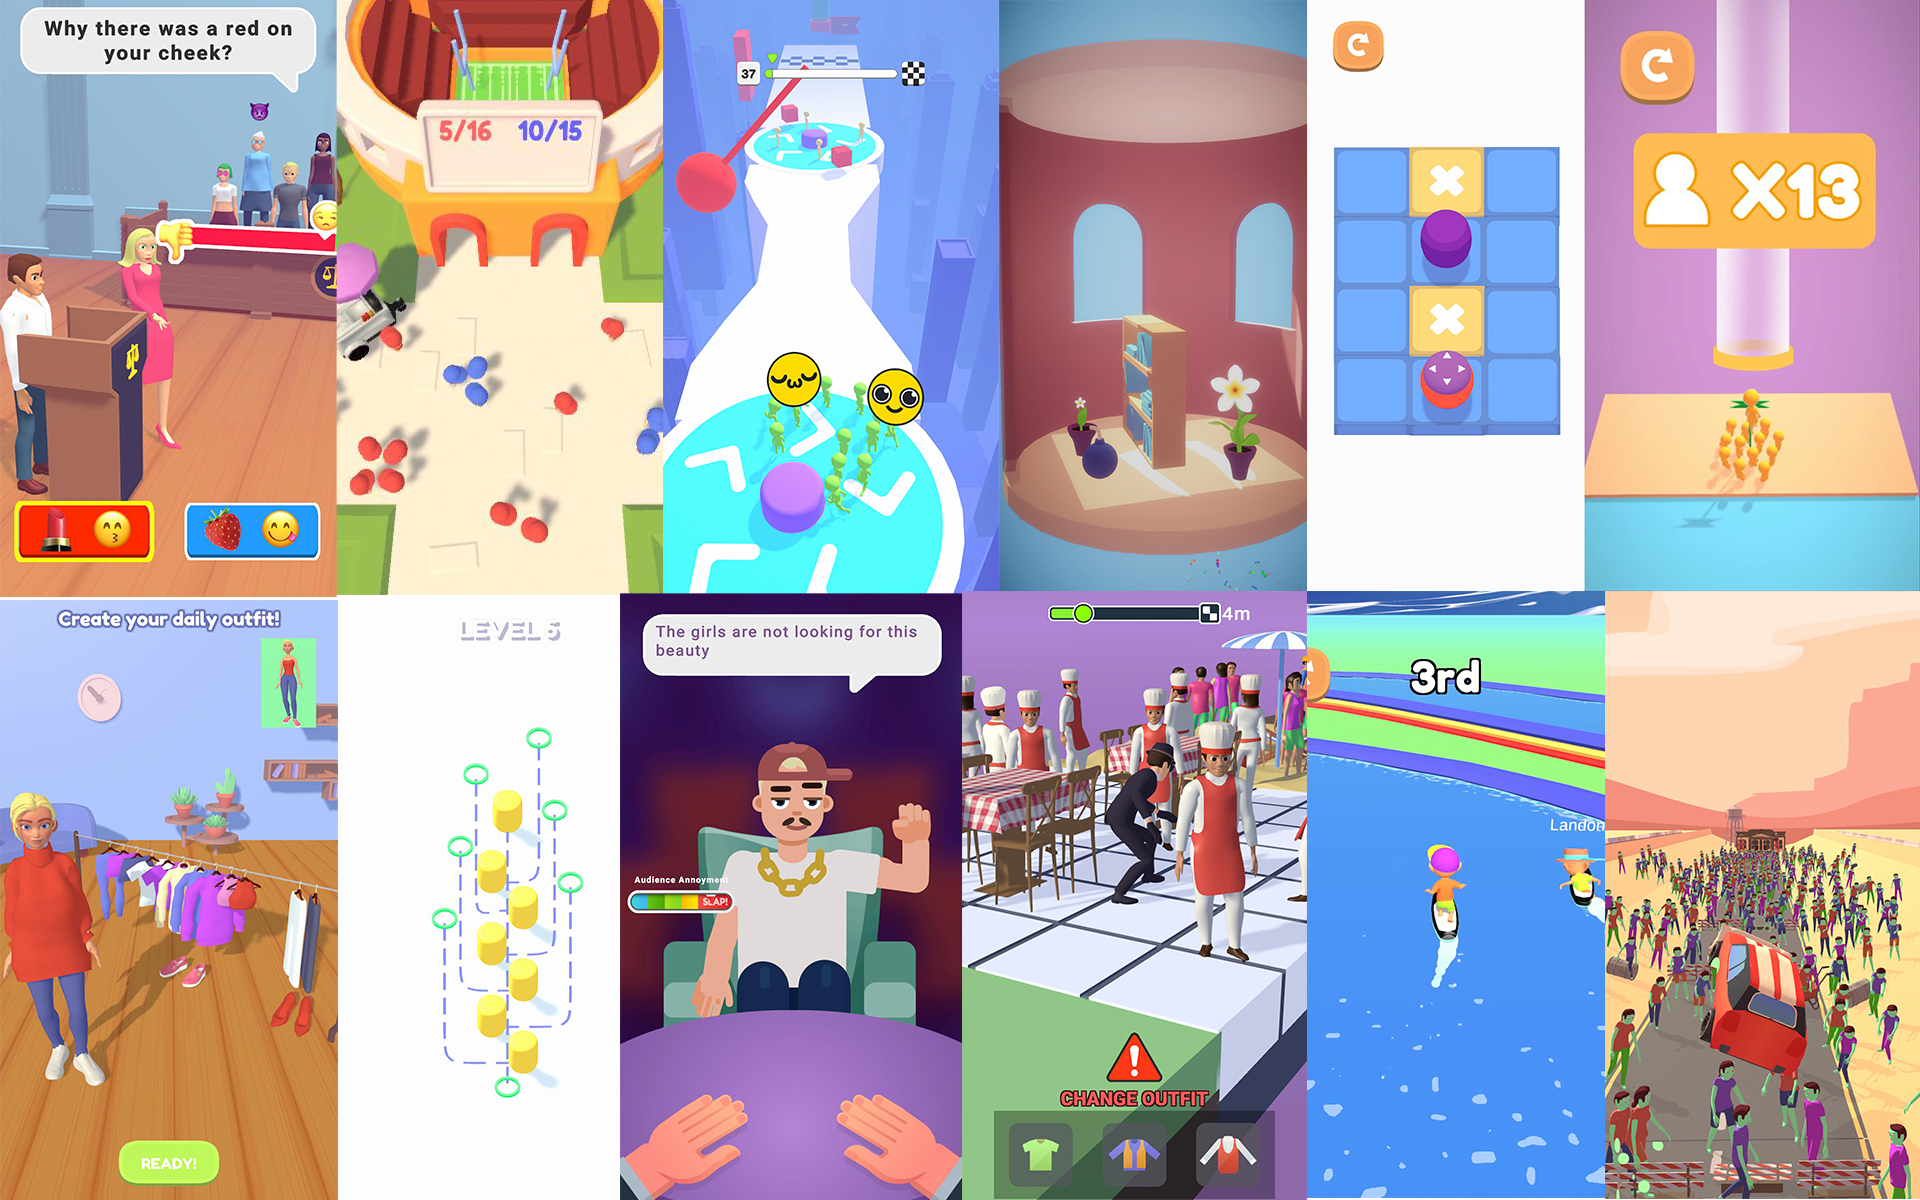 Why there was a red on
your cheek?
5/16 10/15
37
X13
Create your daily outfit!
READY!
LEVEL 5
The girls are not looking for this
beauty
Audience Annoyment
SLAP!
4m
CHANGE OUTFIT
3rd
Landon